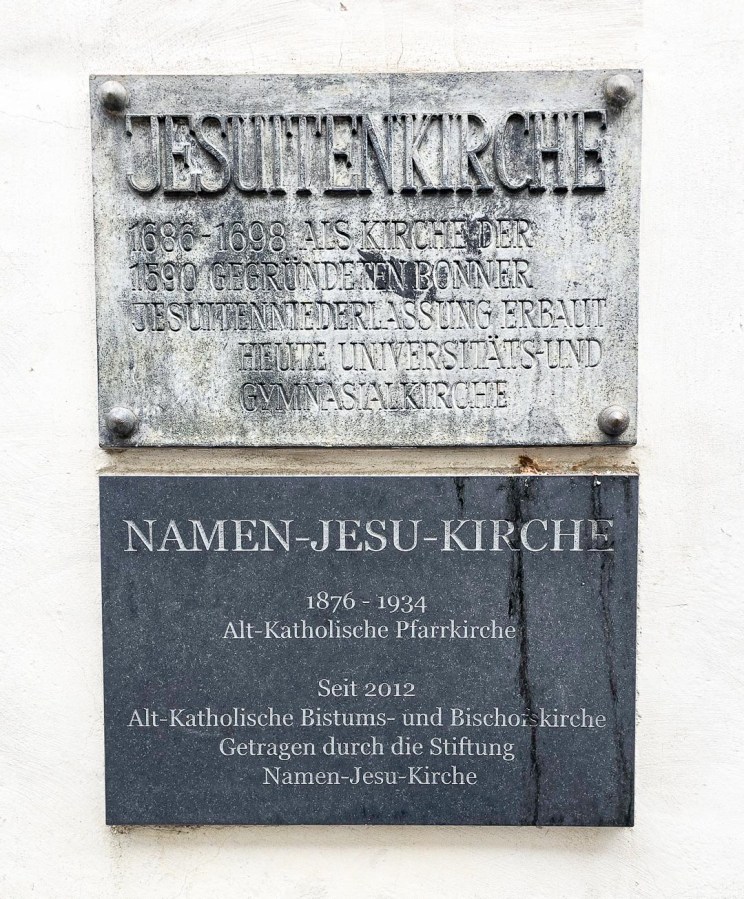 JESUITENKIRCHE
1686-1698 ALS KIRCHE DER
1590 GEGRÜNDETEN BONNER
JESUITENNIEDERLASSUNG ERBAUT
HEUTE UNIVERSITÄTS-UND
GYMNASIALKIRCHE
NAMEN-JESU-KIRCHE
1876 - 1934
Alt-Katholische Pfarrkirche
Seit 2012
Alt-Katholische Bistums- und Bischofskirche
Getragen durch die Stiftung
Namen-Jesu-Kirche